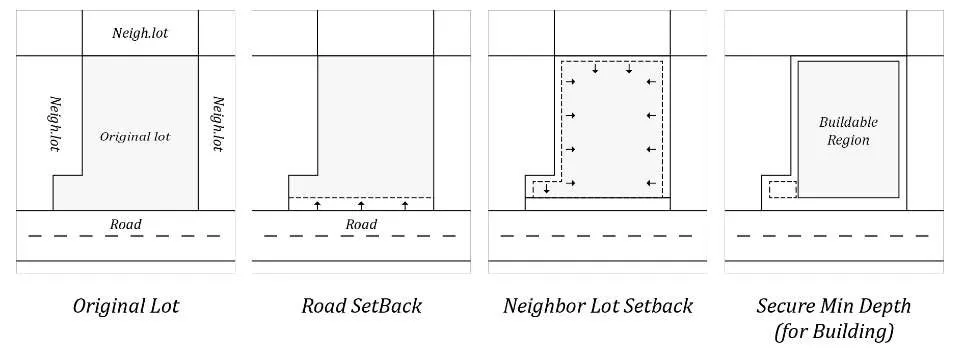 Neigh.lot
Neigh.lot
Neigh.lot
Original lot
Road
Original Lot
Road
Road SetBack
Neighbor Lot Setback
Buildable
Region
Secure Min Depth
(for Building)